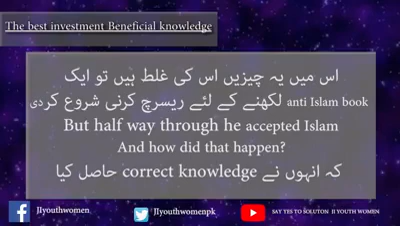 The best investment Beneficial knowledge
اس میں یہ چیزیں اس کی غلط ہیں تو ایک
anti Islam book لکھنے کے لئے ریسرچ کرنی شروع کردی
But half way through he accepted Islam
And how did that happen?
کہ انہوں نے correct knowledge حاصل کیا
JIyouthwomen
JIyouthwomenpk
SAY YES TO SOLUTON JI YOUTH WOMEN